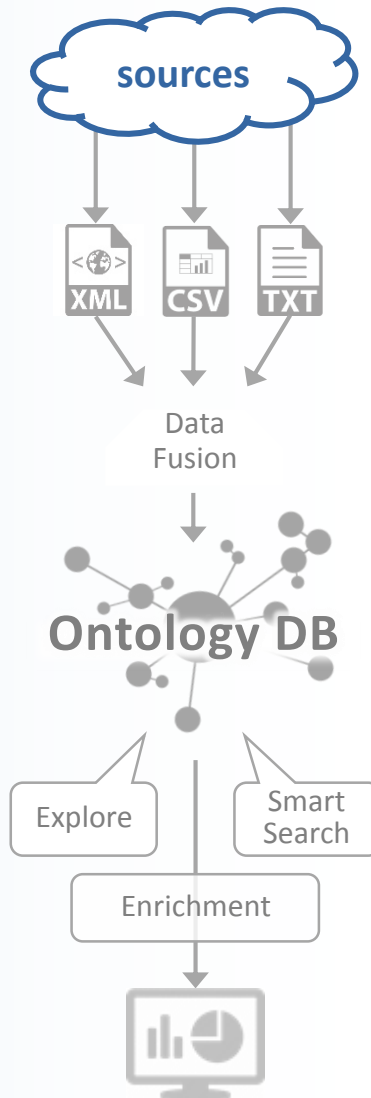 sources
XML
CSV
TXT
Data
Fusion
Ontology DB
Explore
Smart
Search
Enrichment